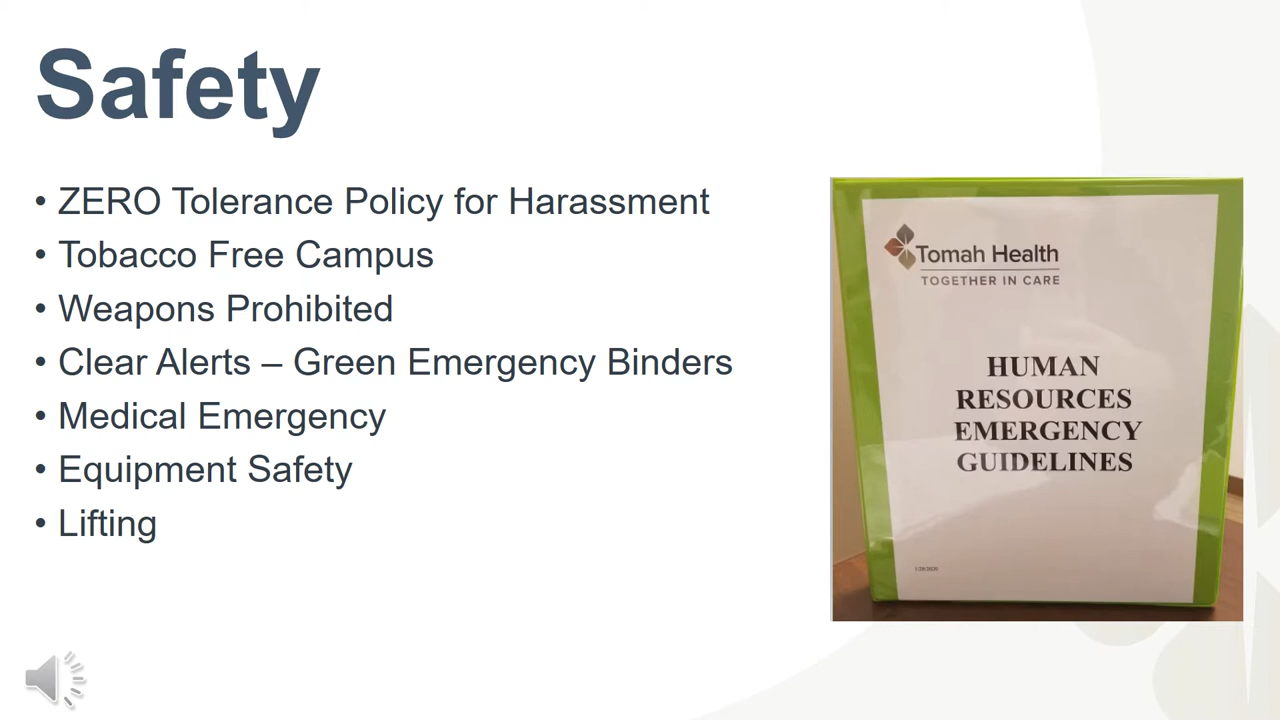 Safety
• ZERO Tolerance Policy for Harassment
• Tobacco Free Campus
• Weapons Prohibited
• Clear Alerts – Green Emergency Binders
• Medical Emergency
• Equipment Safety
• Lifting
Tomah Health
TOGETHER IN CARE
HUMAN
RESOURCES
EMERGENCY
GUIDELINES